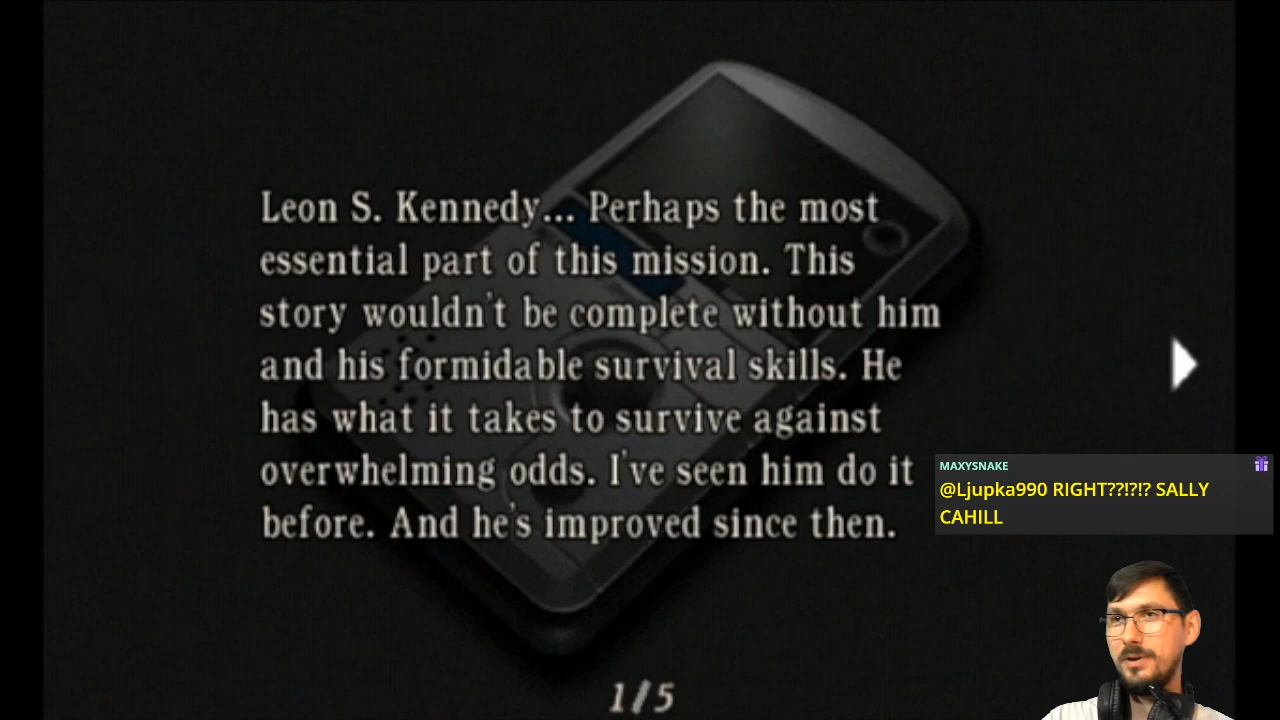 Leon S. Kennedy... Perhaps the most
essential part of this mission. This
story wouldn't be complete without him
and his formidable survival skills. He
has what it takes to survive against
overwhelming odds. I've seen him do it
before. And he's improved since then.
MAXYSNAKE
@Ljupka990 RIGHT??!?!? SALLY
CAHILL
1/5